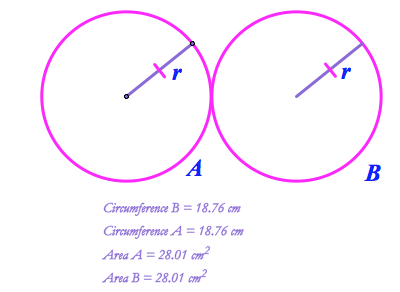 r
r
A
B
Circumference B = 18.76 cm
Circumference A = 18.76 cm
Area A = 28.01 cm²
Area B = 28.01 cm²